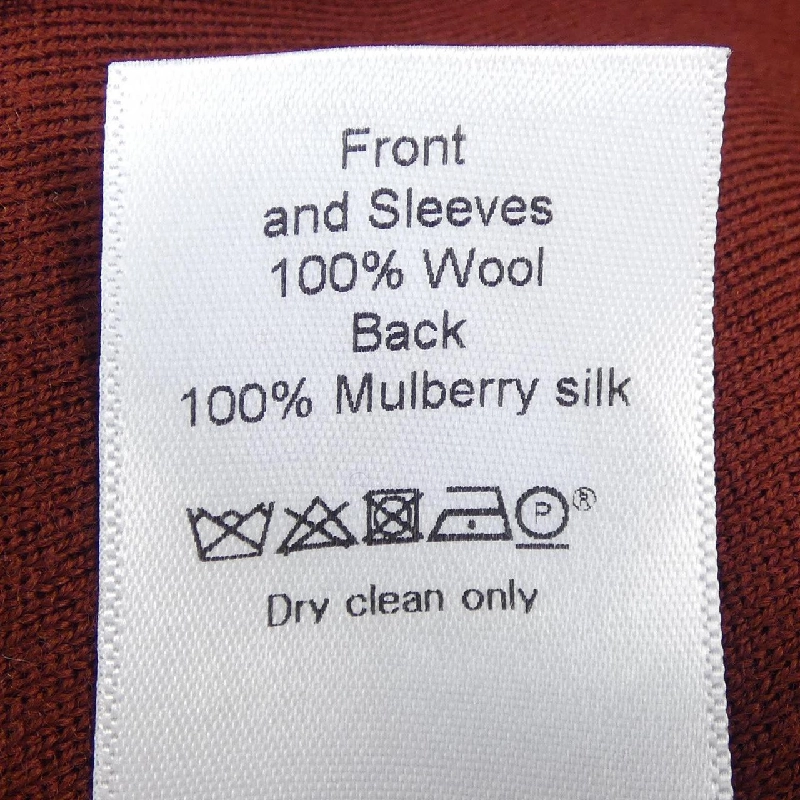 Front
and Sleeves
100% Wool
Back
100% Mulberry silk
P ®
Dry clean only